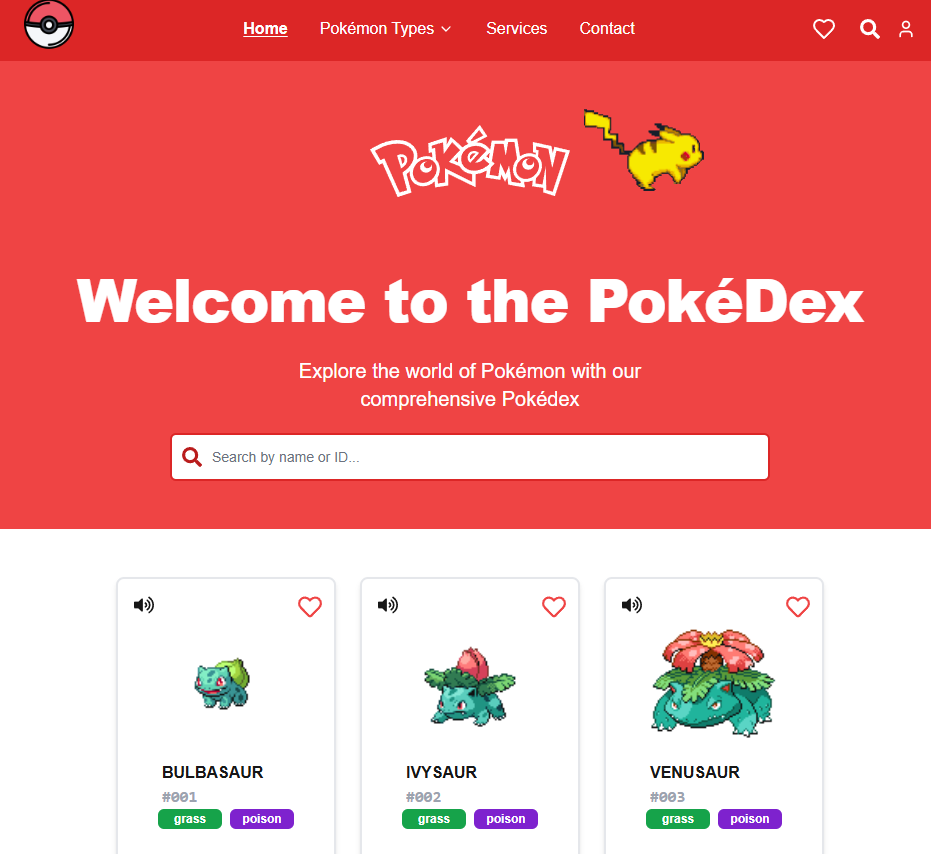 Home Pokémon Types Services Contact
POKéMON
Welcome to the PokéDex
Explore the world of Pokémon with our
comprehensive Pokédex
Search by name or ID...
BULBASAUR
#001
grass poison
IVYSAUR
#002
grass poison
VENUSAUR
#003
grass poison